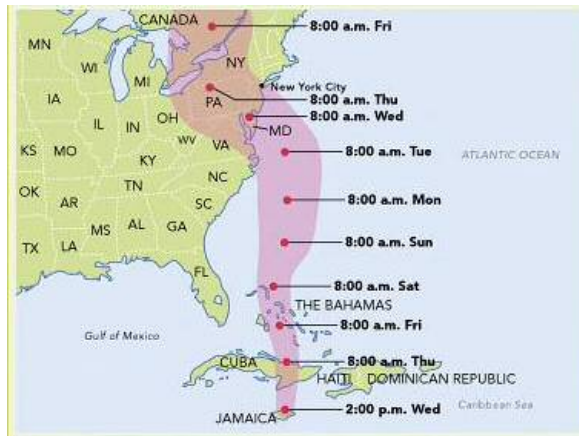 CANADA
8:00 a.m. Fri
MN
WI
MI
NY
New York City
IA
PA
8:00 a.m. Thu
IL
IN
OH
8:00 a.m. Wed
MD
WV
VA
KS
MO
KY
8:00 a.m. Tue
ATLANTIC OCEAN
OK
AR
TN
NC
SC
8:00 a.m. Mon
TX
LA
MS
AL
GA
8:00 a.m. Sun
FL
8:00 a.m. Sat
THE BAHAMAS
Gulf of Mexico
8:00 a.m. Fri
CUBA
8:00 a.m. Thu
HAITI
DOMINICAN REPUBLIC
JAMAICA
2:00 p.m. Wed
Caribbean Sea